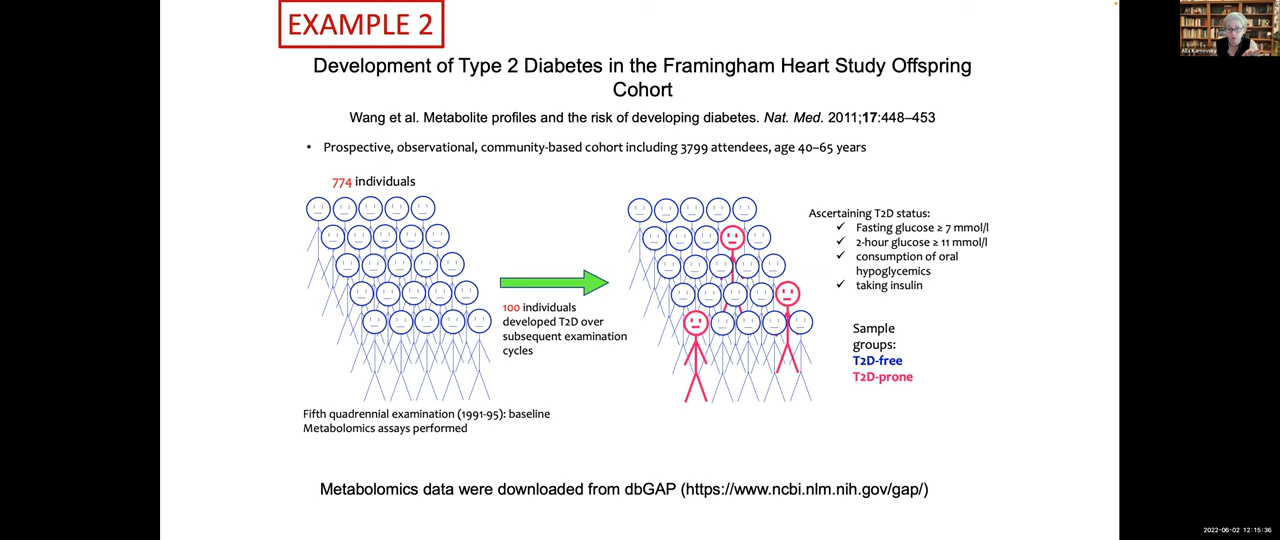 EXAMPLE 2
Development of Type 2 Diabetes in the Framingham Heart Study Offspring
Cohort
Wang et al. Metabolite profiles and the risk of developing diabetes. Nat. Med. 2011;17:448–453
• Prospective, observational, community-based cohort including 3799 attendees, age 40–65 years
774 individuals
100 individuals
developed T2D over
subsequent examination
cycles
Fifth quadrennial examination (1991-95): baseline
Metabolomics assays performed
Ascertaining T2D status:
✓ Fasting glucose ≥ 7 mmol/l
✓ 2-hour glucose ≥ 11 mmol/l
✓ consumption of oral
hypoglycemics
✓ taking insulin
Sample
groups:
T2D-free
T2D-prone
Metabolomics data were downloaded from dbGAP (https://www.ncbi.nlm.nih.gov/gap/)
Alla Karnovsky
2022-06-02 12:15:36